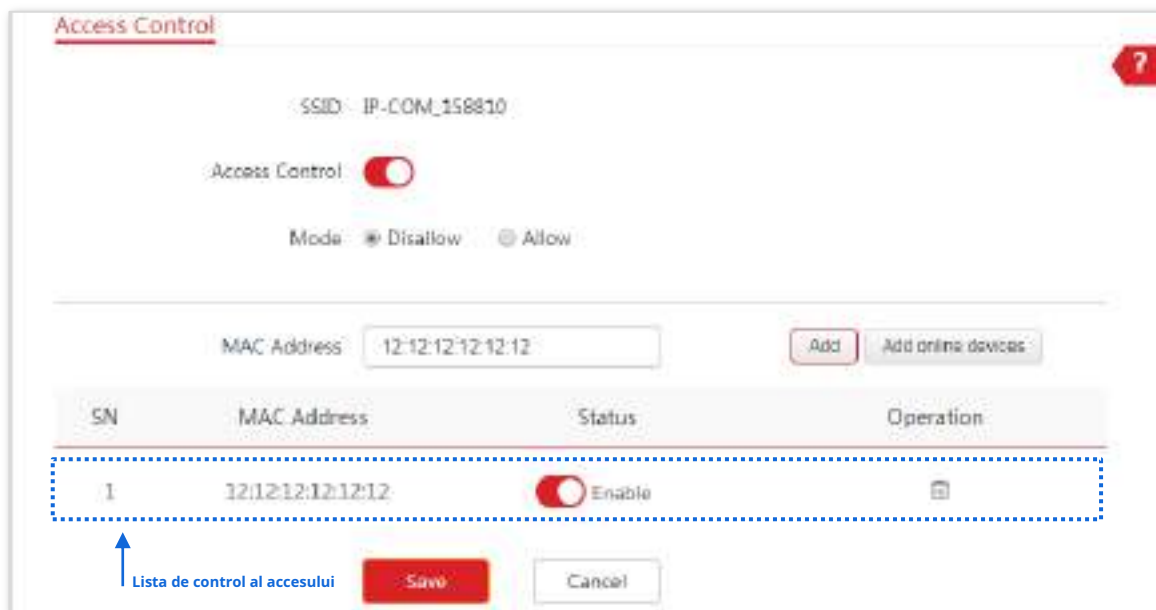 Access Control
?
SSID IP-COM_158810
Access Control
Mode Disallow Allow
MAC Address 12:12:12:12:12:12 Add Add online devices
SN MAC Address Status Operation
1 12:12:12:12:12:12 Enable
Lista de control al accesului Save Cancel